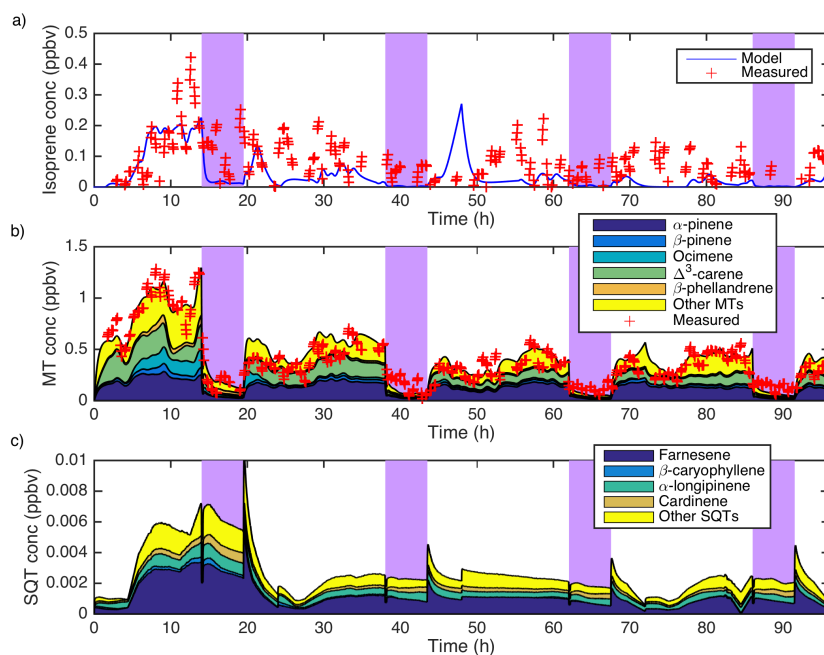 a)
Isoprene conc (ppbv)
0.5
0.4
0.3
0.2
0.1
0
Model
Measured
0 10 20 30 40 50 60 70 80 90
Time (h)
b)
MT conc (ppbv)
1.5
1
0.5
0
α-pinene
β-pinene
Ocimene
Δ³-carene
β-phellandrene
Other MTs
Measured
0 10 20 30 40 50 60 70 80 90
Time (h)
c)
SQT conc (ppbv)
0.01
0.008
0.006
0.004
0.002
0
Farnesene
β-caryophyllene
α-longipinene
Cardinene
Other SQTs
0 10 20 30 40 50 60 70 80 90
Time (h)